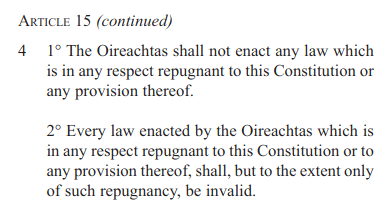 ARTICLE 15 (continued)
4 1° The Oireachtas shall not enact any law which
is in any respect repugnant to this Constitution or
any provision thereof.
2° Every law enacted by the Oireachtas which is
in any respect repugnant to this Constitution or to
any provision thereof, shall, but to the extent only
of such repugnancy, be invalid.